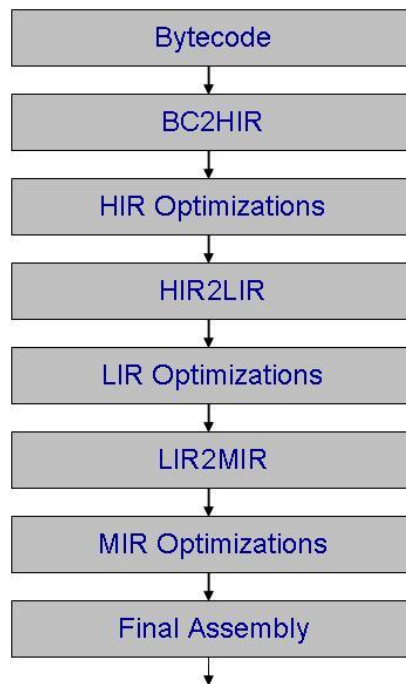 Bytecode
BC2HIR
HIR Optimizations
HIR2LIR
LIR Optimizations
LIR2MIR
MIR Optimizations
Final Assembly